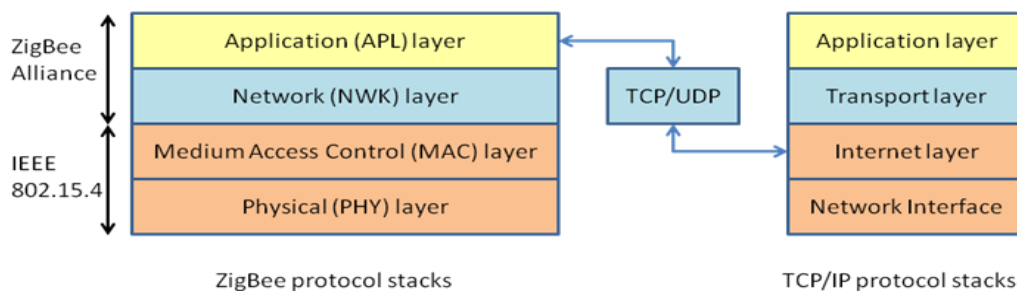 ZigBee
Alliance
Application (APL) layer
Network (NWK) layer
IEEE
802.15.4
Medium Access Control (MAC) layer
Physical (PHY) layer
TCP/UDP
Application layer
Transport layer
Internet layer
Network Interface
ZigBee protocol stacks
TCP/IP protocol stacks